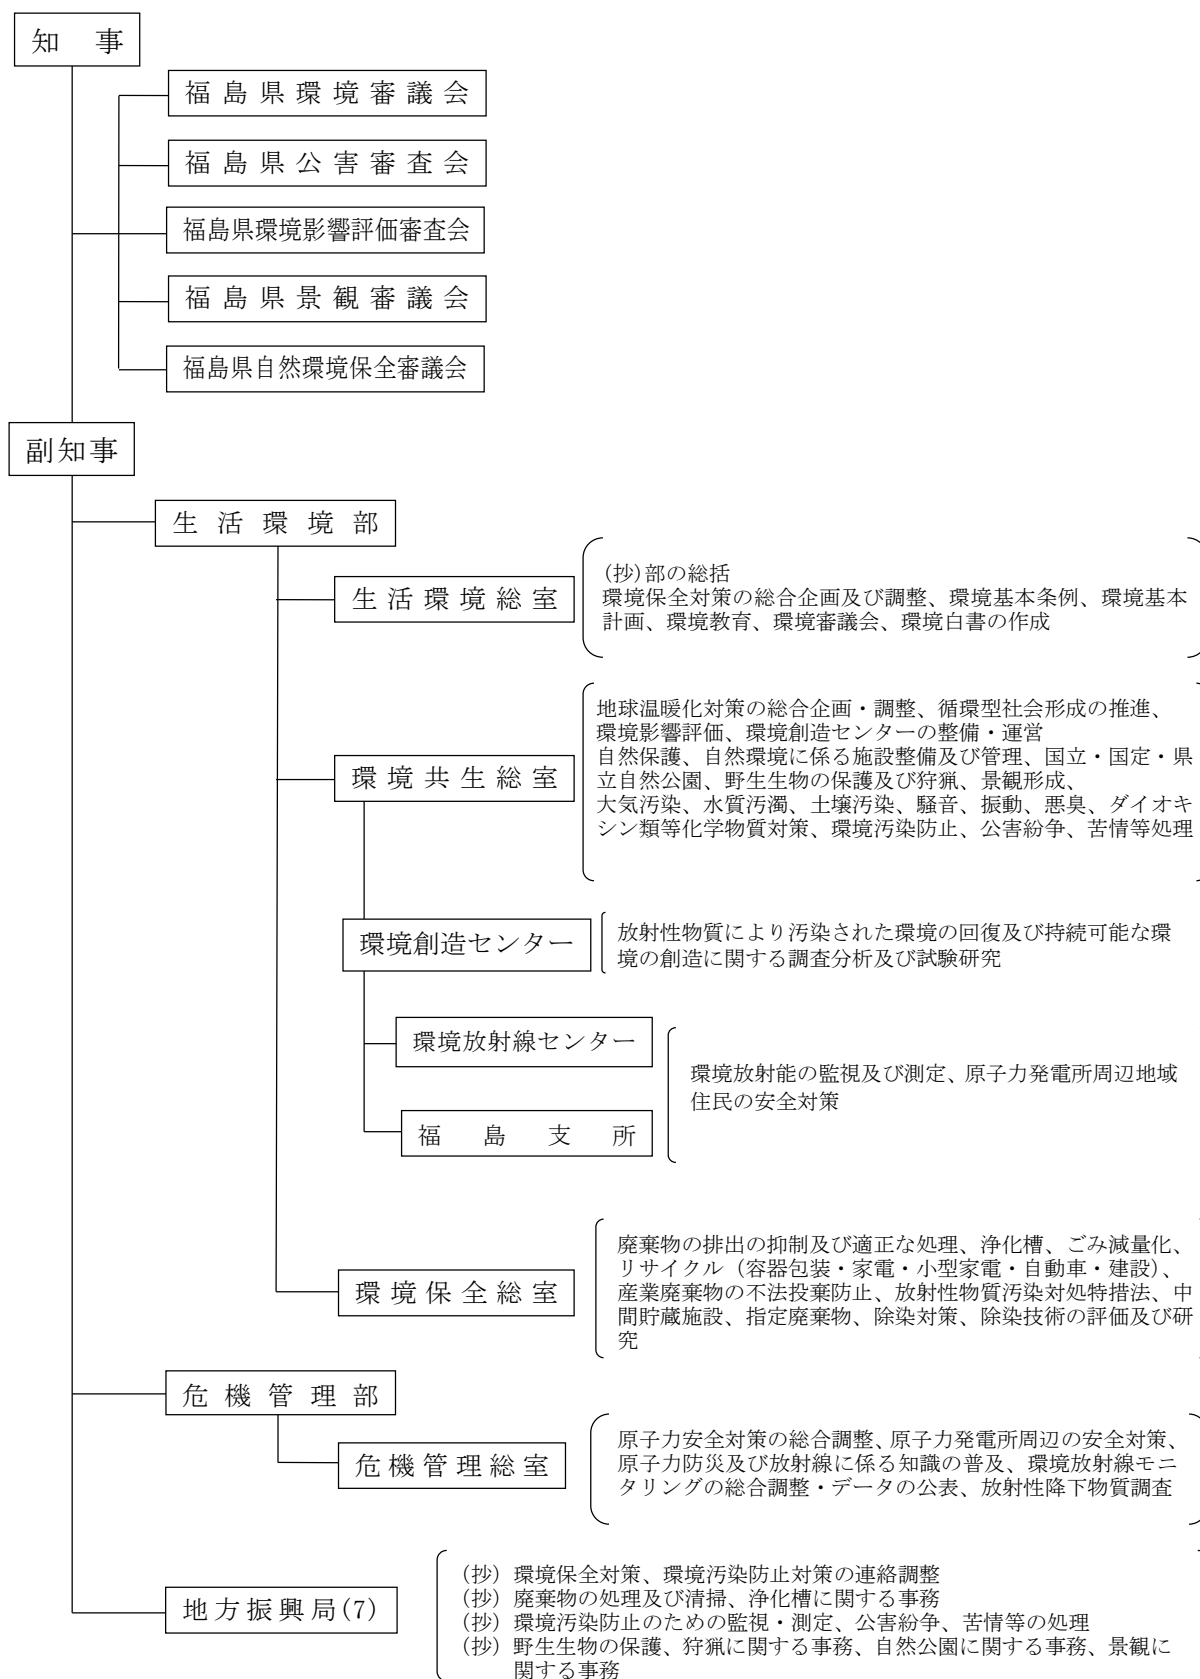 知　事
福島県環境審議会
福島県公害審査会
福島県環境影響評価審査会
福島県景観審議会
福島県自然環境保全審議会
副知事
生活環境部
生活環境総室
(抄)部の総括
環境保全対策の総合企画及び調整、環境基本条例、環境基本
計画、環境教育、環境審議会、環境白書の作成
環境共生総室
地球温暖化対策の総合企画・調整、循環型社会形成の推進、
環境影響評価、環境創造センターの整備・運営
自然保護、自然環境に係る施設整備及び管理、国立・国定・県
立自然公園、野生生物の保護及び狩猟、景観形成、
大気汚染、水質汚濁、土壌汚染、騒音、振動、悪臭、ダイオキ
シン類等化学物質対策、環境汚染防止、公害紛争、苦情等処理
環境創造センター
放射性物質により汚染された環境の回復及び持続可能な環
境の創造に関する調査分析及び試験研究
環境放射線センター
福島支所
環境放射能の監視及び測定、原子力発電所周辺地域
住民の安全対策
環境保全総室
廃棄物の排出の抑制及び適正な処理、浄化槽、ごみ減量化、
リサイクル（容器包装・家電・小型家電・自動車・建設）、
産業廃棄物の不法投棄防止、放射性物質汚染対処特措法、中
間貯蔵施設、指定廃棄物、除染対策、除染技術の評価及び研
究
危機管理部
危機管理総室
原子力安全対策の総合調整、原子力発電所周辺の安全対策、
原子力防災及び放射線に係る知識の普及、環境放射線モニ
タリングの総合調整・データの公表、放射性降下物質調査
地方振興局(7)
(抄) 環境保全対策、環境汚染防止対策の連絡調整
(抄) 廃棄物の処理及び清掃、浄化槽に関する事務
(抄) 環境汚染防止のための監視・測定、公害紛争、苦情等の処理
(抄) 野生生物の保護、狩猟に関する事務、自然公園に関する事務、景観に
関する事務